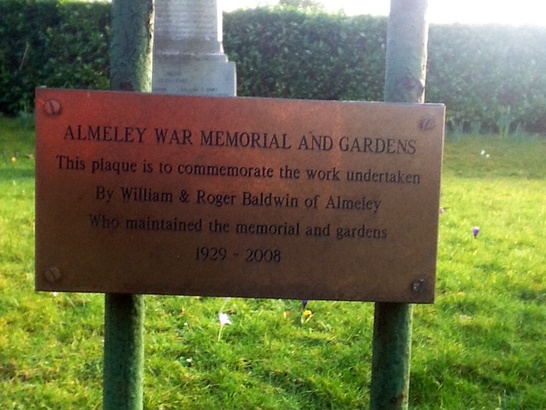 ALMELEY WAR MEMORIAL AND GARDENS
This plaque is to commemorate the work undertaken
By William & Roger Baldwin of Almeley
Who maintained the memorial and gardens
1929 - 2008